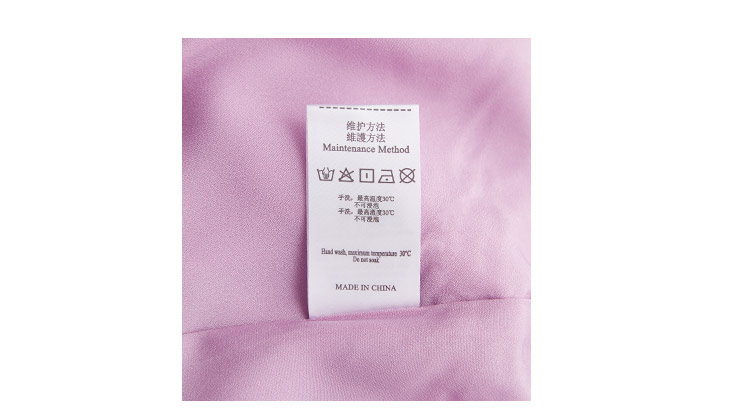 维护方法
維護方法
Maintenance Method
手洗，最高温度30℃
不可浸泡
手洗，最高溫度30℃
不可浸泡
Hand wash, maximum temperature 30℃
Do not soak
MADE IN CHINA